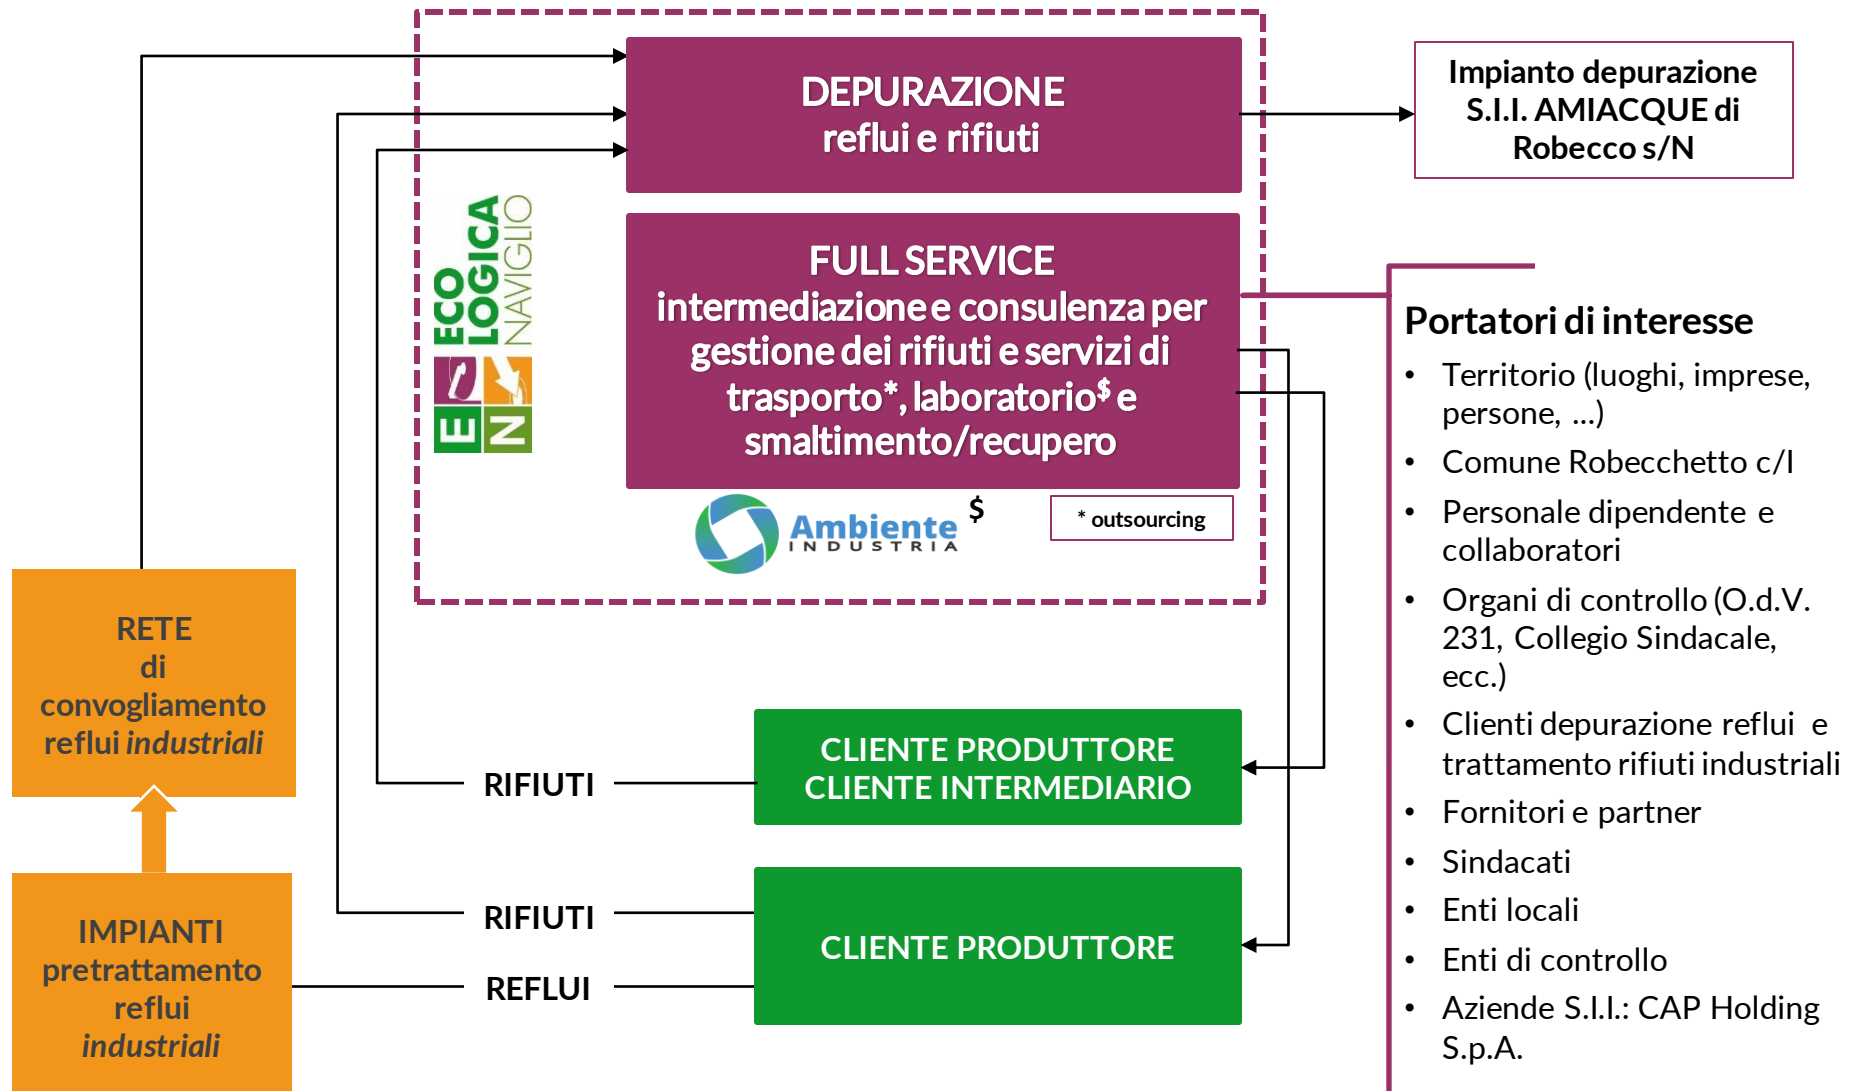 DEPURAZIONE
reflui e rifiuti
Impianto depurazione
S.I.I. AMIACQUE di
Robecco s/N
ECO
LOGICA
NAVIGLIO
E
N
FULL SERVICE
intermediazione e consulenza per
gestione dei rifiuti e servizi di
trasporto*, laboratorio$ e
smaltimento/recupero
Ambiente
INDUSTRIA
$
* outsourcing
RETE
di
convogliamento
reflui industriali
IMPIANTI
pretrattamento
reflui
industriali
RIFIUTI
CLIENTE PRODUTTORE
CLIENTE INTERMEDIARIO
RIFIUTI
REFLUI
CLIENTE PRODUTTORE
Portatori di interesse
• Territorio (luoghi, imprese,
persone, ...)
• Comune Robecchetto c/I
• Personale dipendente e
collaboratori
• Organi di controllo (O.d.V.
231, Collegio Sindacale,
ecc.)
• Clienti depurazione reflui e
trattamento rifiuti industriali
• Fornitori e partner
• Sindacati
• Enti locali
• Enti di controllo
• Aziende S.I.I.: CAP Holding
S.p.A.